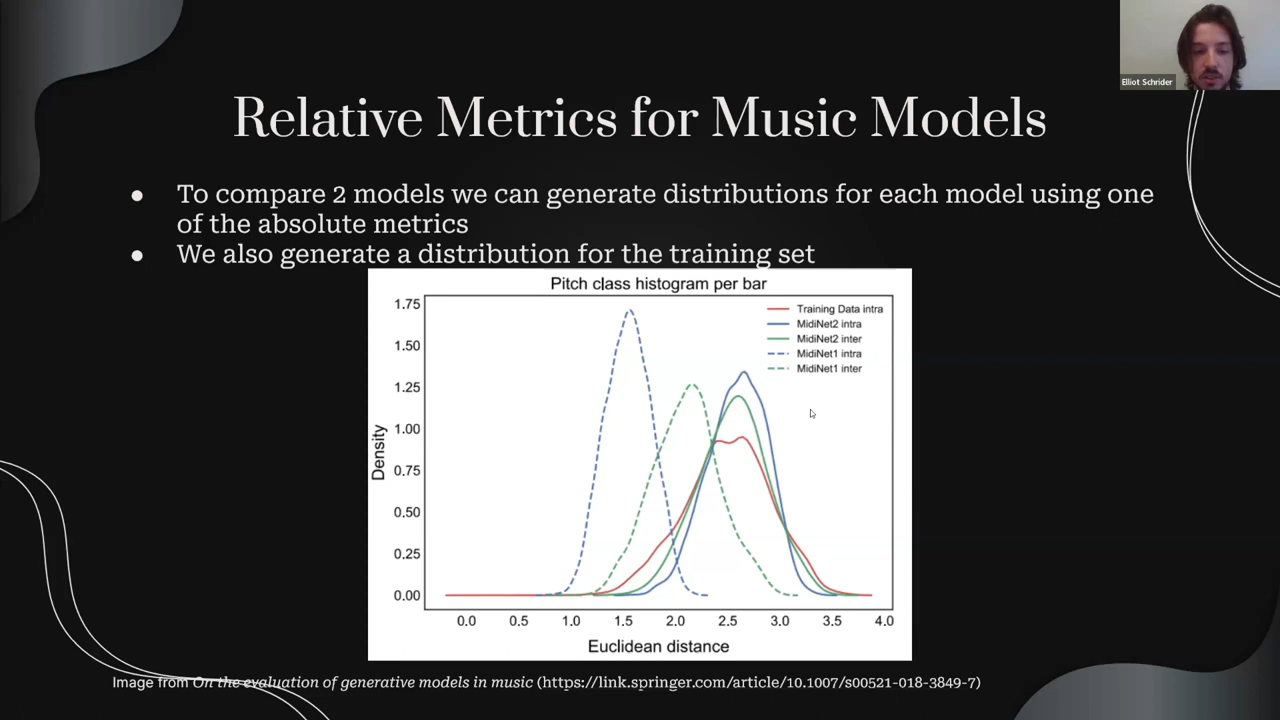 Elliot Schrider
Relative Metrics for Music Models
● To compare 2 models we can generate distributions for each model using one
of the absolute metrics
● We also generate a distribution for the training set
Pitch class histogram per bar
1.75
1.50
1.25
1.00
0.75
0.50
0.25
0.00
Density
Training Data intra
MidiNet2 intra
MidiNet2 inter
MidiNet1 intra
MidiNet1 inter
0.0 0.5 1.0 1.5 2.0 2.5 3.0 3.5 4.0
Euclidean distance
Image from On the evaluation of generative models in music (https://link.springer.com/article/10.1007/s00521-018-3849-7)